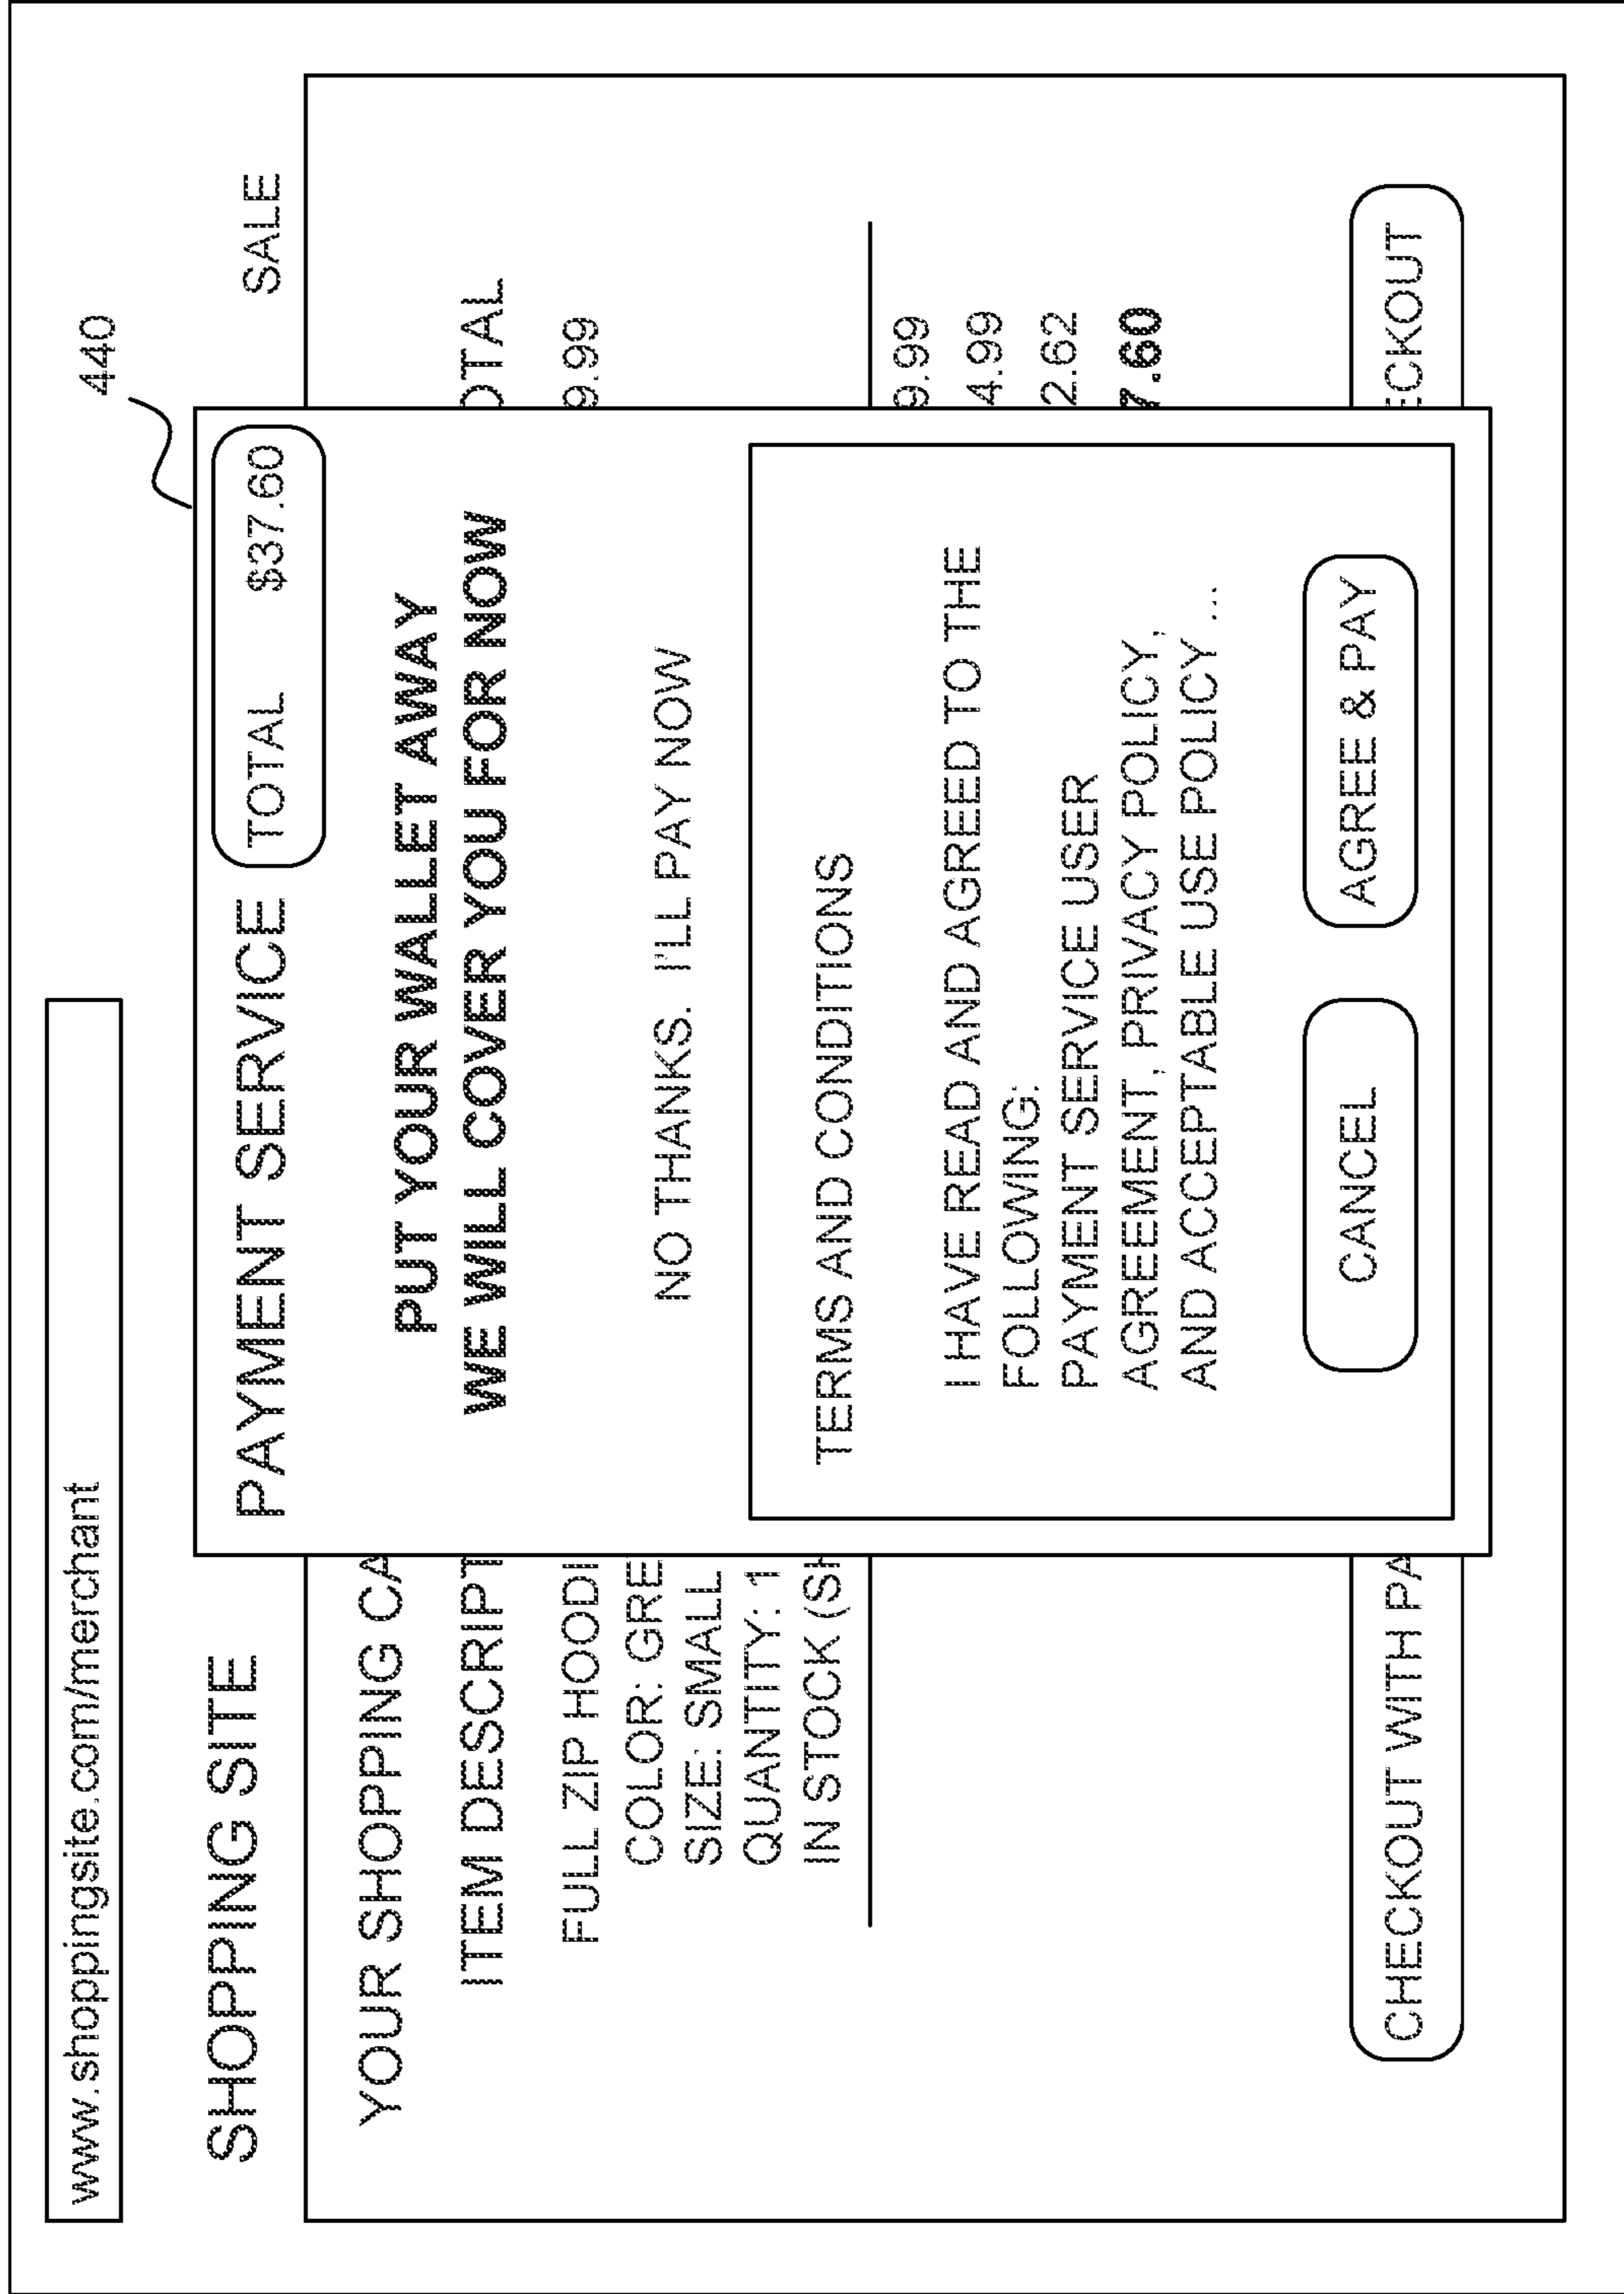 www.shoppingsite.com/merchant
440
SHOPPING SITE
SALE
PAYMENT SERVICE
TOTAL $37.60
PUT YOUR WALLET AWAY
WE WILL COVER YOU FOR NOW
NO THANKS. I'LL PAY NOW
TERMS AND CONDITIONS
I HAVE READ AND AGREED TO THE
FOLLOWING:
PAYMENT SERVICE USER
AGREEMENT, PRIVACY POLICY,
AND ACCEPTABLE USE POLICY ...
CANCEL
AGREE & PAY
YOUR SHOPPING CA
ITEM DESCRIPT
OTAL
FULL ZIP HOODI
9.99
COLOR: GRE
SIZE: SMALL
QUANTITY: 1
IN STOCK (SH
9.99
4.99
2.62
7.60
CHECKOUT WITH PA
ECKOUT